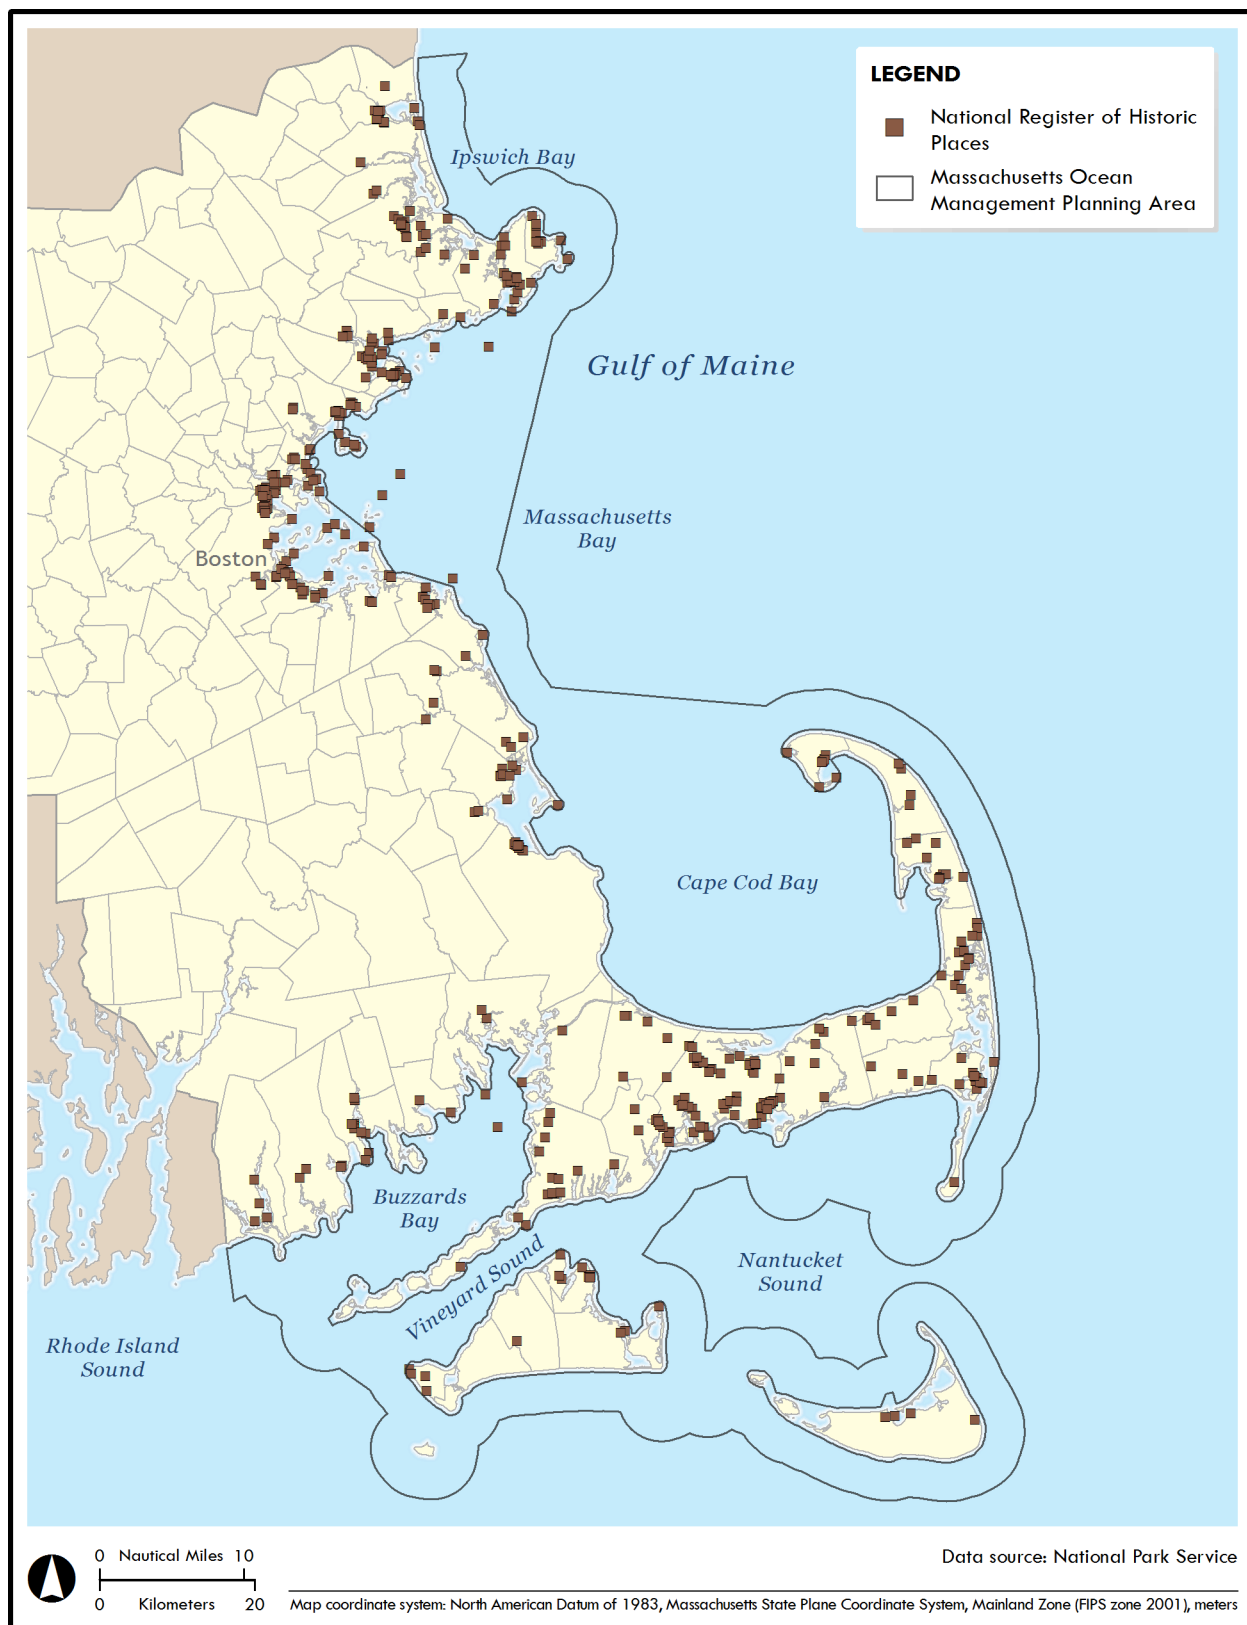 LEGEND
National Register of Historic
Places
Massachusetts Ocean
Management Planning Area
Ipswich Bay
Gulf of Maine
Massachusetts
Bay
Boston
Cape Cod Bay
Buzzards
Bay
Vineyard Sound
Nantucket
Sound
Rhode Island
Sound
0 Nautical Miles 10
0 Kilometers 20
Data source: National Park Service
Map coordinate system: North American Datum of 1983, Massachusetts State Plane Coordinate System, Mainland Zone (FIPS zone 2001), meters